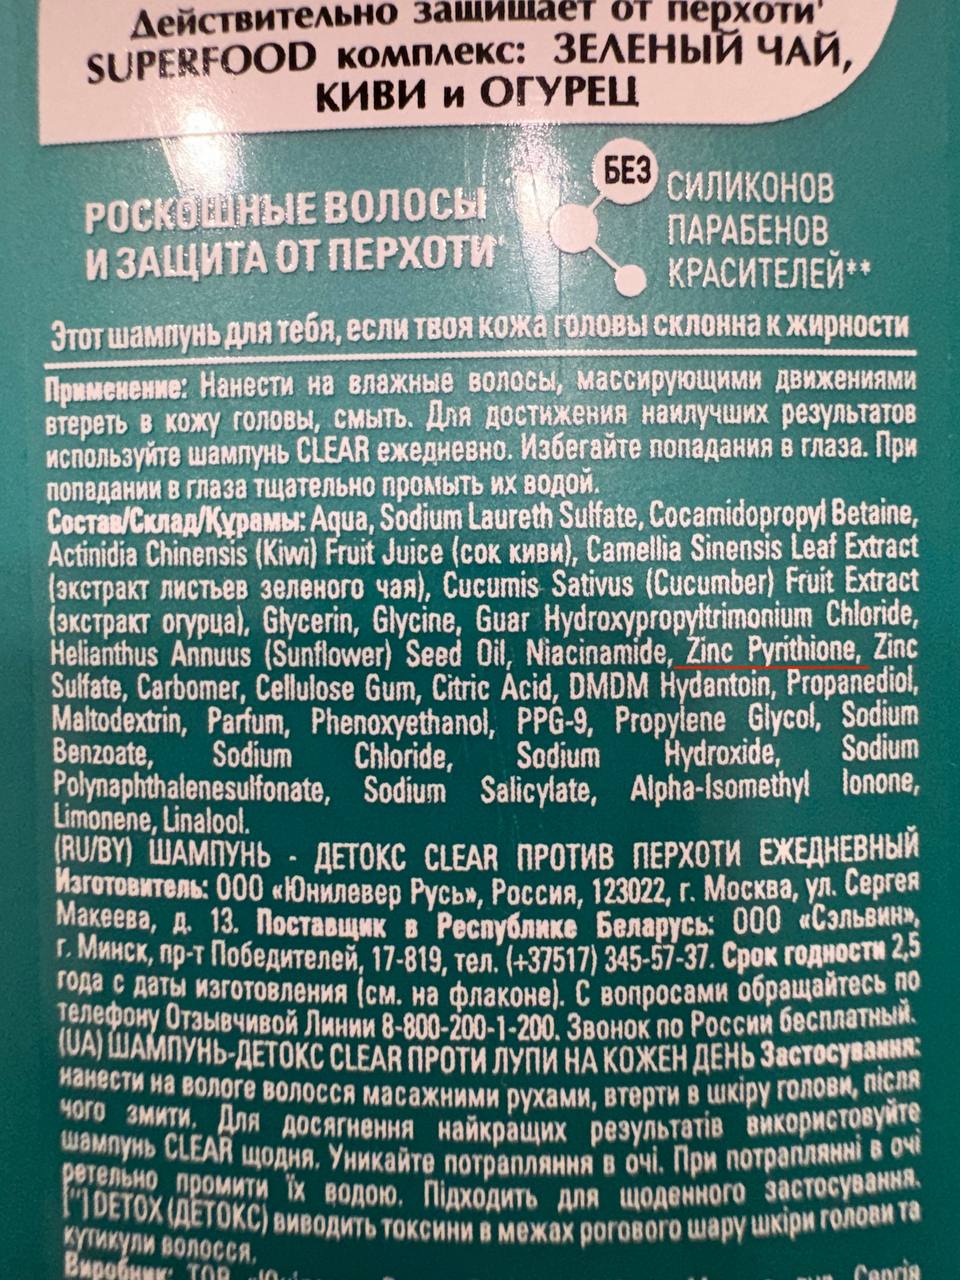 Действительно защищает от перхоти¹
SUPERFOOD комплекс: ЗЕЛЕНЫЙ ЧАЙ,
КИВИ и ОГУРЕЦ
РОСКОШНЫЕ ВОЛОСЫ
И ЗАЩИТА ОТ ПЕРХОТИ¹
БЕЗ
СИЛИКОНОВ
ПАРАБЕНОВ
КРАСИТЕЛЕЙ**
Этот шампунь для тебя, если твоя кожа головы склонна к жирности
Применение: Нанести на влажные волосы, массирующими движениями
втереть в кожу головы, смыть. Для достижения наилучших результатов
используйте шампунь CLEAR ежедневно. Избегайте попадания в глаза. При
попадании в глаза тщательно промыть их водой.
Состав/Склад/Құрамы: Aqua, Sodium Laureth Sulfate, Cocamidopropyl Betaine,
Actinidia Chinensis (Kiwi) Fruit Juice (сок киви), Camellia Sinensis Leaf Extract
(экстракт листьев зеленого чая), Cucumis Sativus (Cucumber) Fruit Extract
(экстракт огурца), Glycerin, Glycine, Guar Hydroxypropyltrimonium Chloride,
Helianthus Annuus (Sunflower) Seed Oil, Niacinamide, Zinc Pyrithione, Zinc
Sulfate, Carbomer, Cellulose Gum, Citric Acid, DMDM Hydantoin, Propanediol,
Maltodextrin, Parfum, Phenoxyethanol, PPG-9, Propylene Glycol, Sodium
Benzoate, Sodium Chloride, Sodium Hydroxide, Sodium
Polynaphthalenesulfonate, Sodium Salicylate, Alpha-Isomethyl Ionone,
Limonene, Linalool.
(RU/BY) ШАМПУНЬ - ДЕТОКС CLEAR ПРОТИВ ПЕРХОТИ ЕЖЕДНЕВНЫЙ
Изготовитель: ООО «Юнилевер Русь», Россия, 123022, г. Москва, ул. Сергея
Макеева, д. 13. Поставщик в Республике Беларусь: ООО «Сэльвин»,
г. Минск, пр-т Победителей, 17-819, тел. (+37517) 345-57-37. Срок годности 2,5
года с даты изготовления (см. на флаконе). С вопросами обращайтесь по
телефону Отзывчивой Линии 8-800-200-1-200. Звонок по России бесплатный.
(UA) ШАМПУНЬ-ДЕТОКС CLEAR ПРОТИ ЛУПИ НА КОЖЕН ДЕНЬ Застосування:
нанести на вологе волосся масажними рухами, втерти в шкіру голови, після
чого змити. Для досягнення найкращих результатів використовуйте
шампунь CLEAR щодня. Уникайте потрапляння в очі. При потраплянні в очі
ретельно промити їх водою. Підходить для щоденного застосування.
(*) DETOX (ДЕТОКС) виводить токсини в межах рогового шару шкіри голови та
кутикули волосся.
Виробник: ТОВ